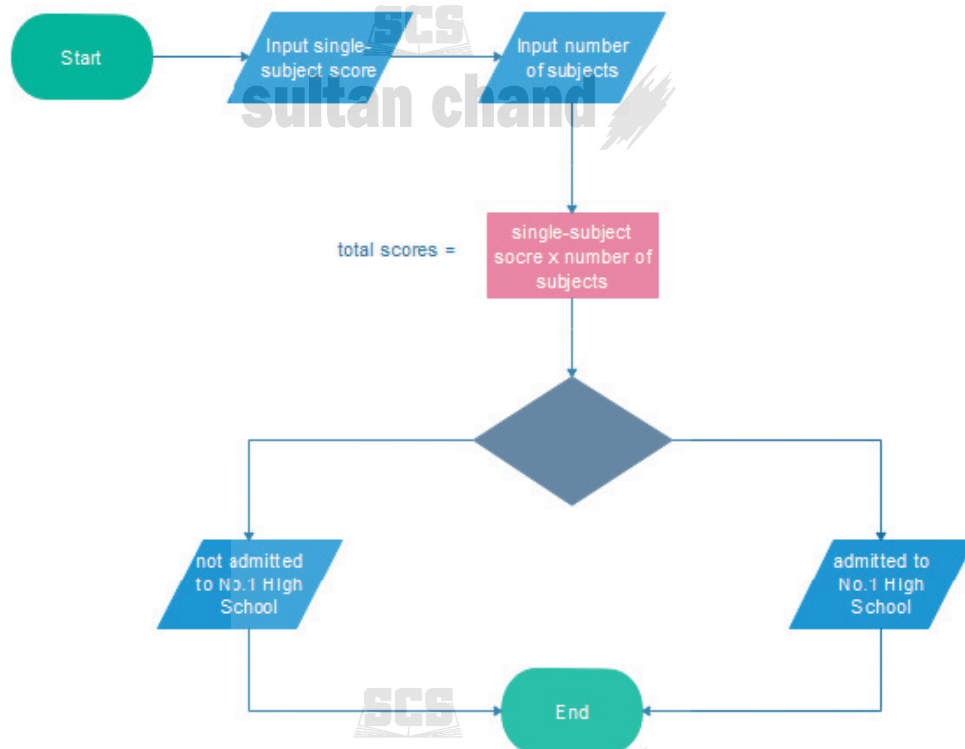 SCS
Start
Input single-
subject score
Input number
of subjects
sultan chand
total scores =
single-subject
socre x number of
subjects
not admitted
to No.1 High
School
admitted to
No.1 High
School
SCS
End